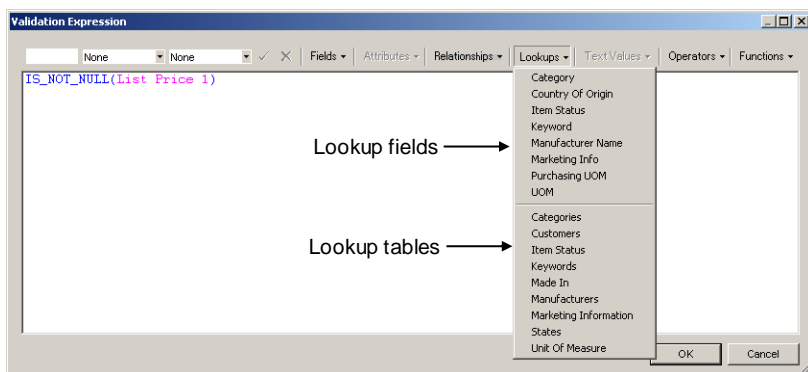 Validation Expression
None None Fields Attributes Relationships Lookups Text Values Operators Functions
IS_NOT_NULL(List Price 1)
Category
Country Of Origin
Item Status
Keyword
Lookup fields
Manufacturer Name
Marketing Info
Purchasing UOM
UOM
Categories
Customers
Lookup tables
Item Status
Keywords
Made In
Manufacturers
Marketing Information
States
Unit Of Measure
OK Cancel